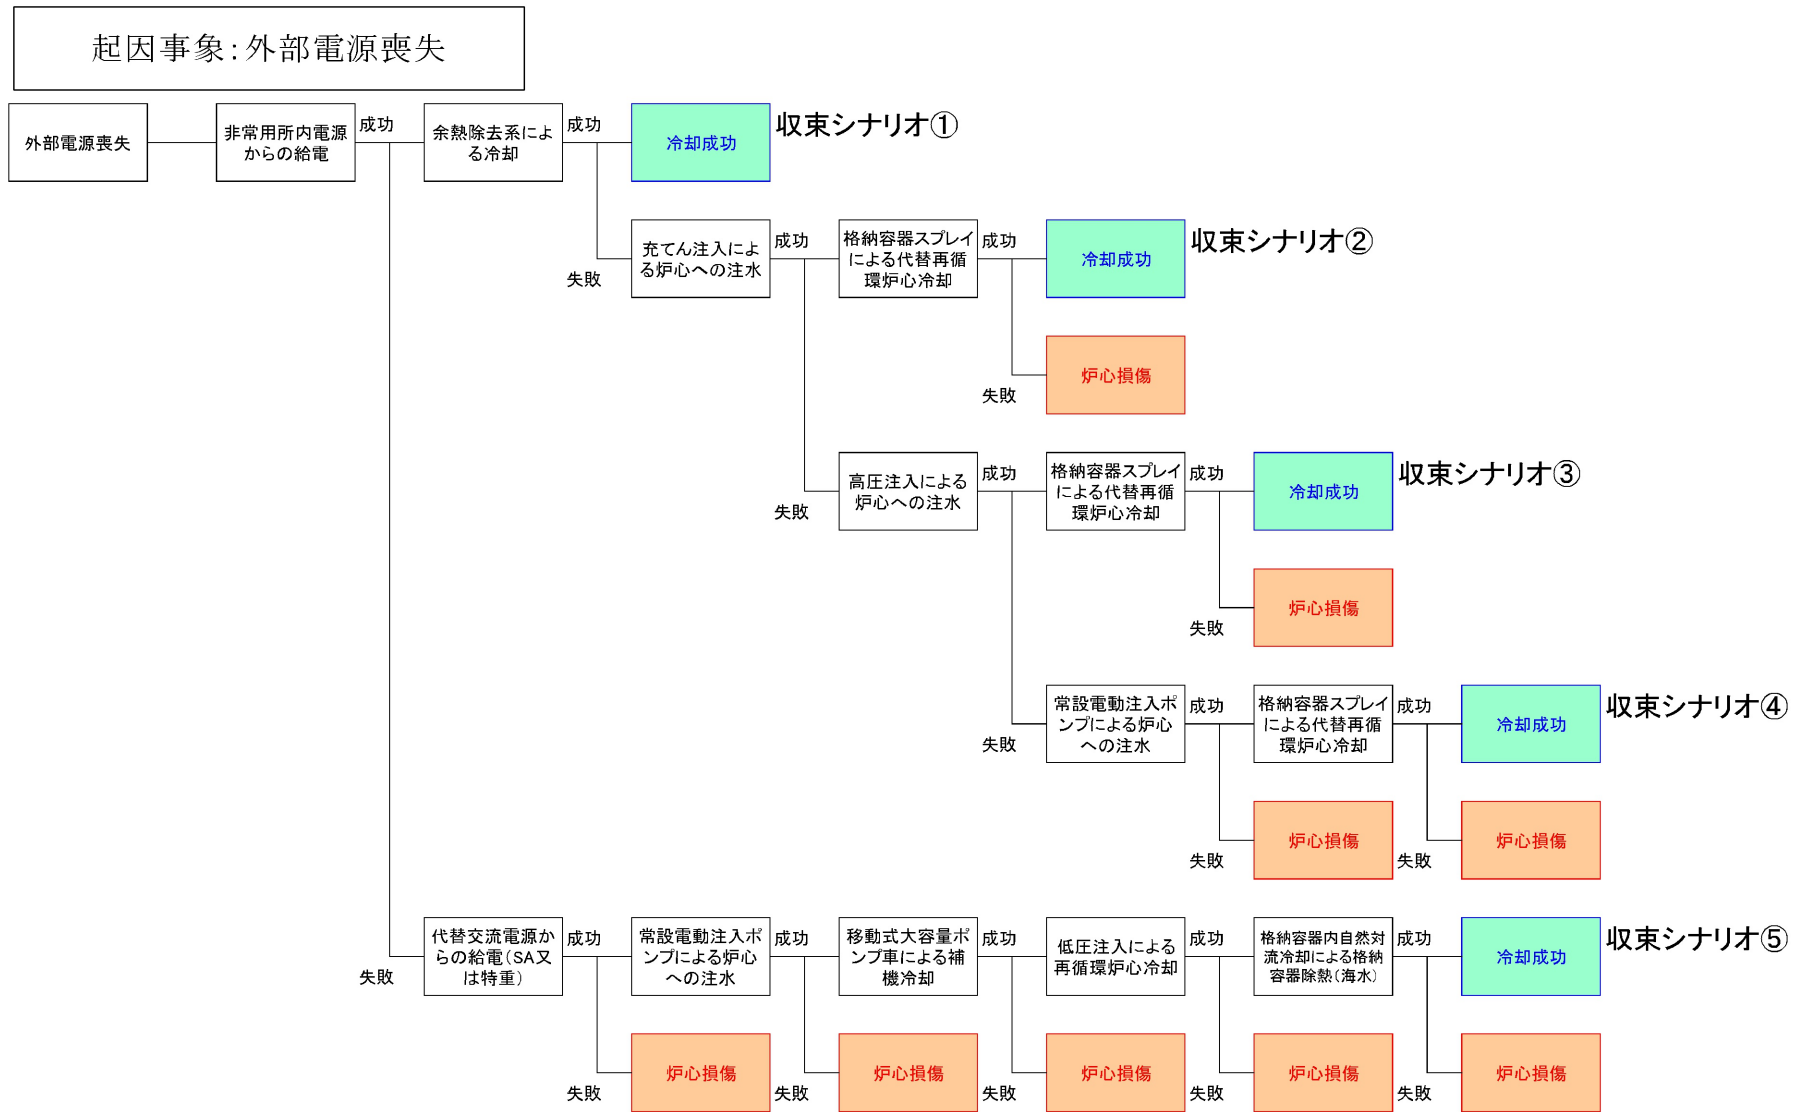 起因事象：外部電源喪失
外部電源喪失
非常用所内電源
からの給電
成功
余熱除去系によ
る冷却
成功
冷却成功
収束シナリオ①
失敗
充てん注入によ
る炉心への注水
成功
格納容器スプレイ
による代替再循
環炉心冷却
成功
冷却成功
収束シナリオ②
失敗
炉心損傷
失敗
高圧注入による
炉心への注水
成功
格納容器スプレイ
による代替再循
環炉心冷却
成功
冷却成功
収束シナリオ③
失敗
炉心損傷
失敗
常設電動注入ポ
ンプによる炉心
への注水
成功
格納容器スプレイ
による代替再循
環炉心冷却
成功
冷却成功
収束シナリオ④
失敗
炉心損傷
失敗
炉心損傷
失敗
代替交流電源か
らの給電（SA又
は特重）
成功
常設電動注入ポ
ンプによる炉心
への注水
成功
移動式大容量ポ
ンプ車による補
機冷却
成功
低圧注入による
再循環炉心冷却
成功
格納容器内自然対
流冷却による格納
容器除熱（海水）
成功
冷却成功
収束シナリオ⑤
失敗
炉心損傷
失敗
炉心損傷
失敗
炉心損傷
失敗
炉心損傷
失敗
炉心損傷